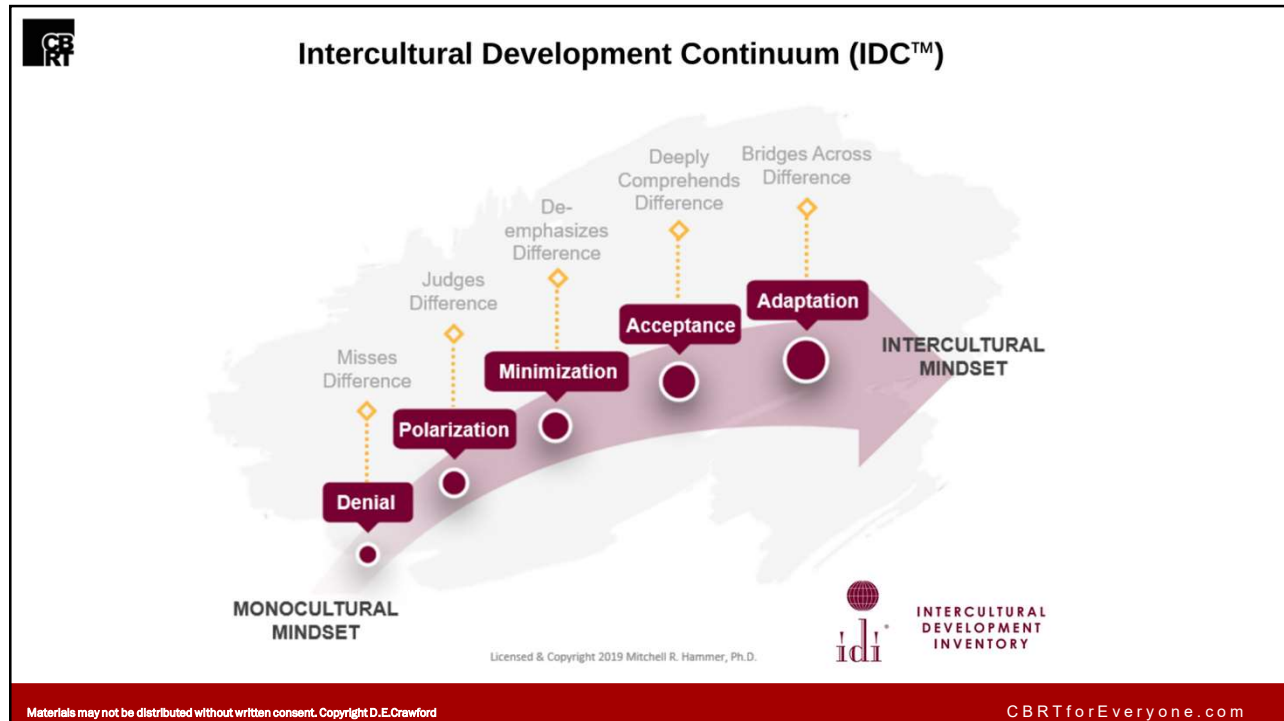 CB
RT
Intercultural Development Continuum (IDC™)
Misses
Difference
Judges
Difference
De-
emphasizes
Difference
Deeply
Comprehends
Difference
Bridges Across
Difference
Denial
Polarization
Minimization
Acceptance
Adaptation
MONOCULTURAL
MINDSET
INTERCULTURAL
MINDSET
Licensed & Copyright 2019 Mitchell R. Hammer, Ph.D.
idi®
INTERCULTURAL
DEVELOPMENT
INVENTORY
Materials may not be distributed without written consent. Copyright D.E.Crawford
CBRTforEveryone.com